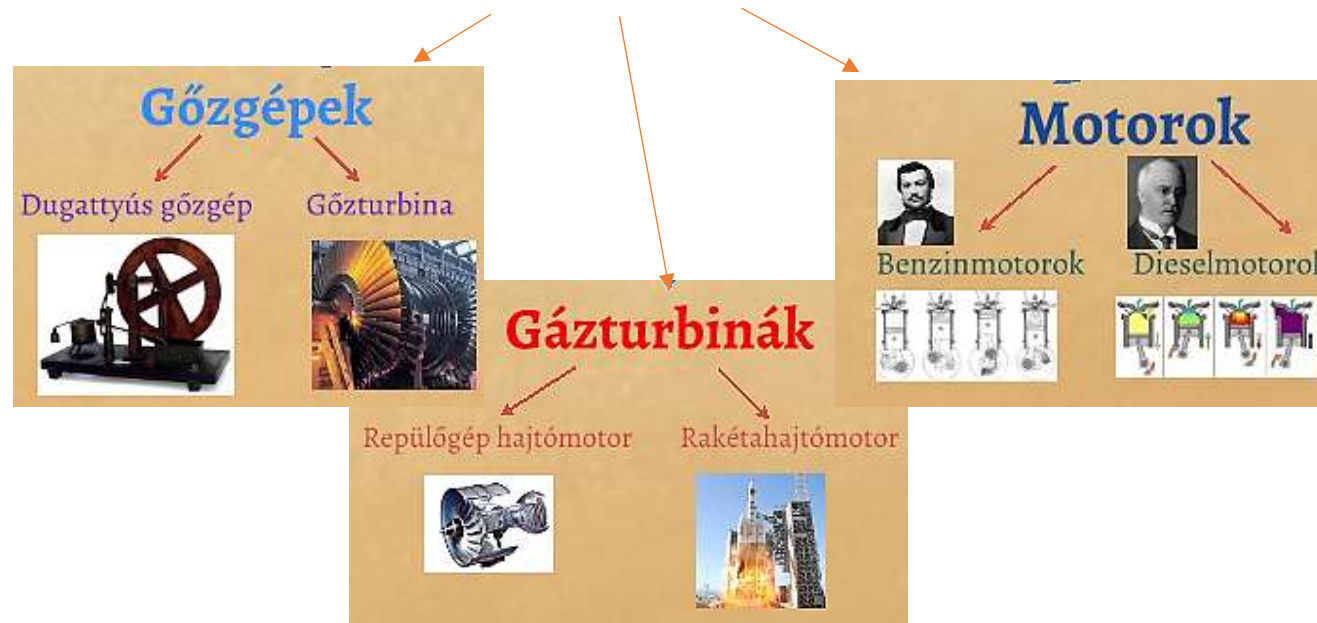 Gőzgépek
Dugattyús gőzgép
Gőzturbina
Motorok
Benzinmotorok
Dieselmotorok
Gázturbinák
Repülőgép hajtómotor
Rakétahajtómotor